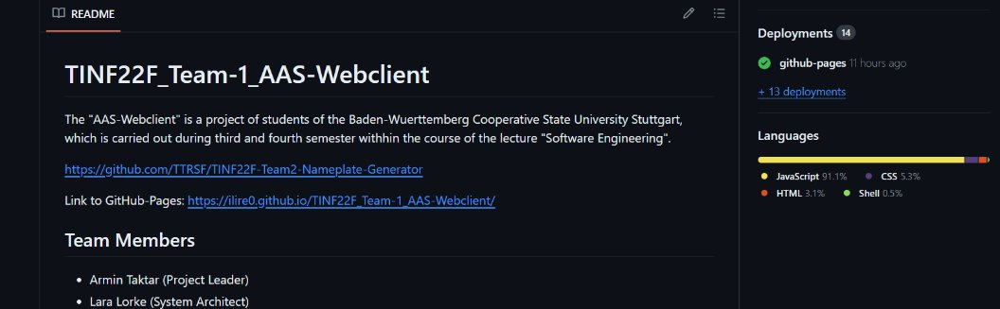 README
TINF22F_Team-1_AAS-Webclient
The "AAS-Webclient" is a project of students of the Baden-Wuerttemberg Cooperative State University Stuttgart,
which is carried out during third and fourth semester withhin the course of the lecture "Software Engineering".
https://github.com/TTRSF/TINF22F-Team2-Nameplate-Generator
Link to GitHub-Pages: https://ilire0.github.io/TINF22F_Team-1_AAS-Webclient/
Team Members
• Armin Taktar (Project Leader)
• Lara Lorke (System Architect)
Deployments 14
github-pages 11 hours ago
+ 13 deployments
Languages
JavaScript 91.1% CSS 5.3%
HTML 3.1% Shell 0.5%